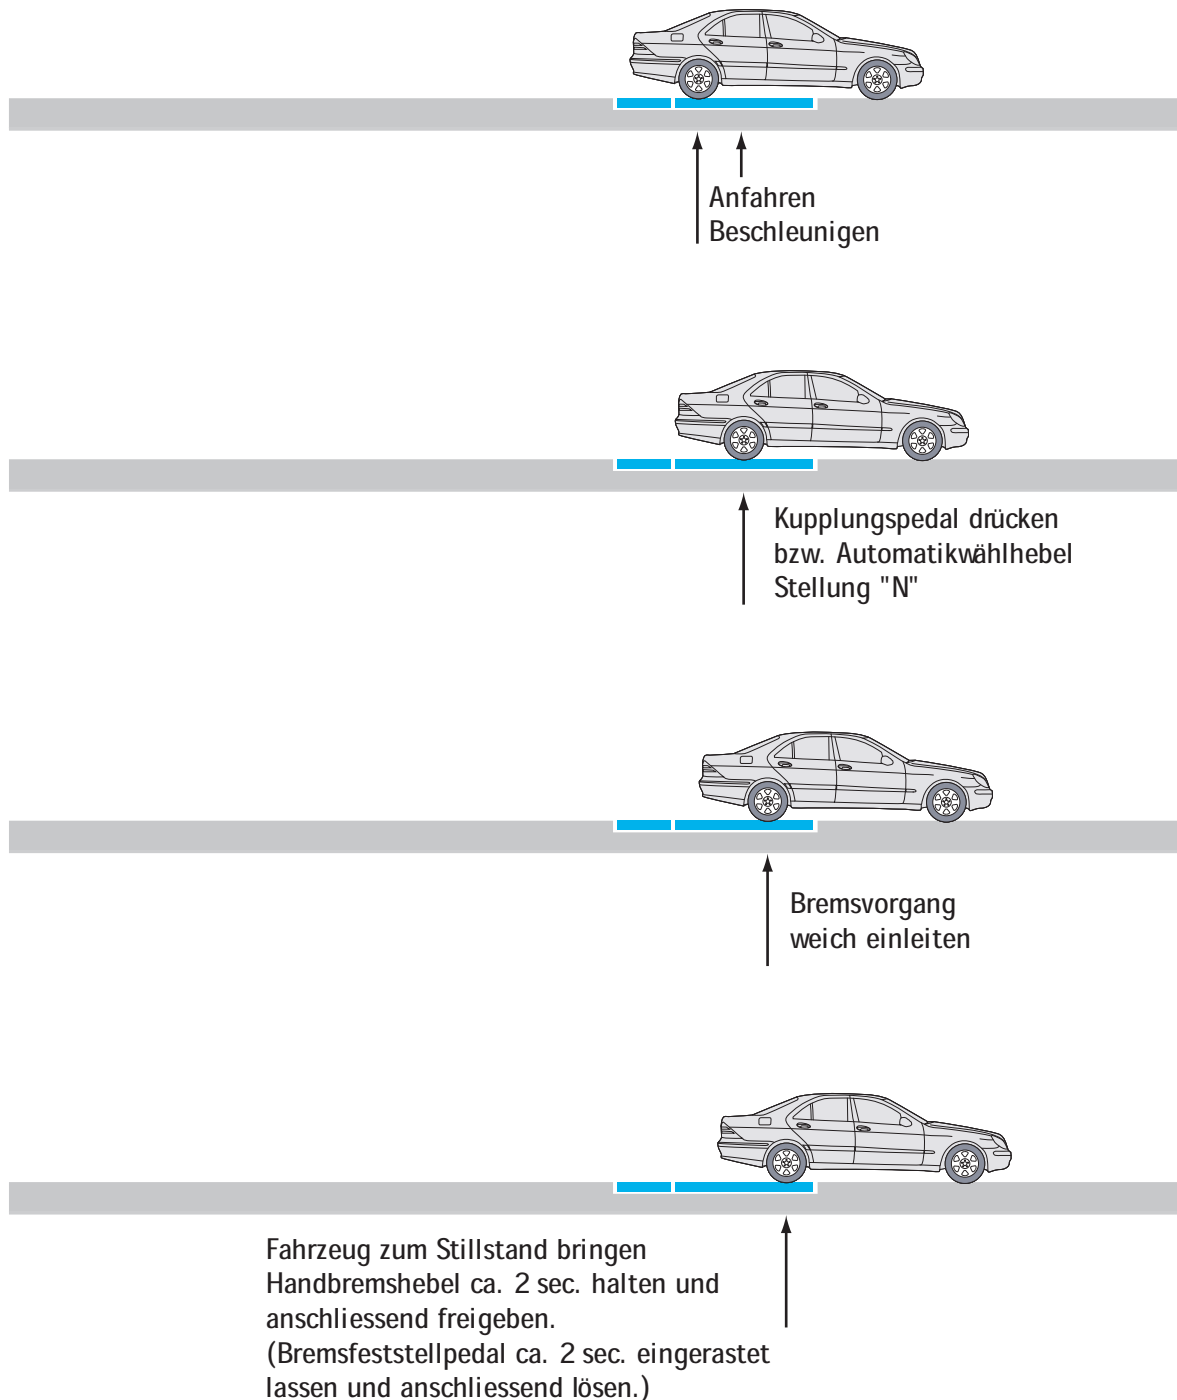 Anfahren
Beschleunigen
Kupplungspedal drücken
bzw. Automatikwählhebel
Stellung "N"
Bremsvorgang
weich einleiten
Fahrzeug zum Stillstand bringen
Handbremshebel ca. 2 sec. halten und
anschliessend freigeben.
(Bremsfeststellpedal ca. 2 sec. eingerastet
lassen und anschliessend lösen.)